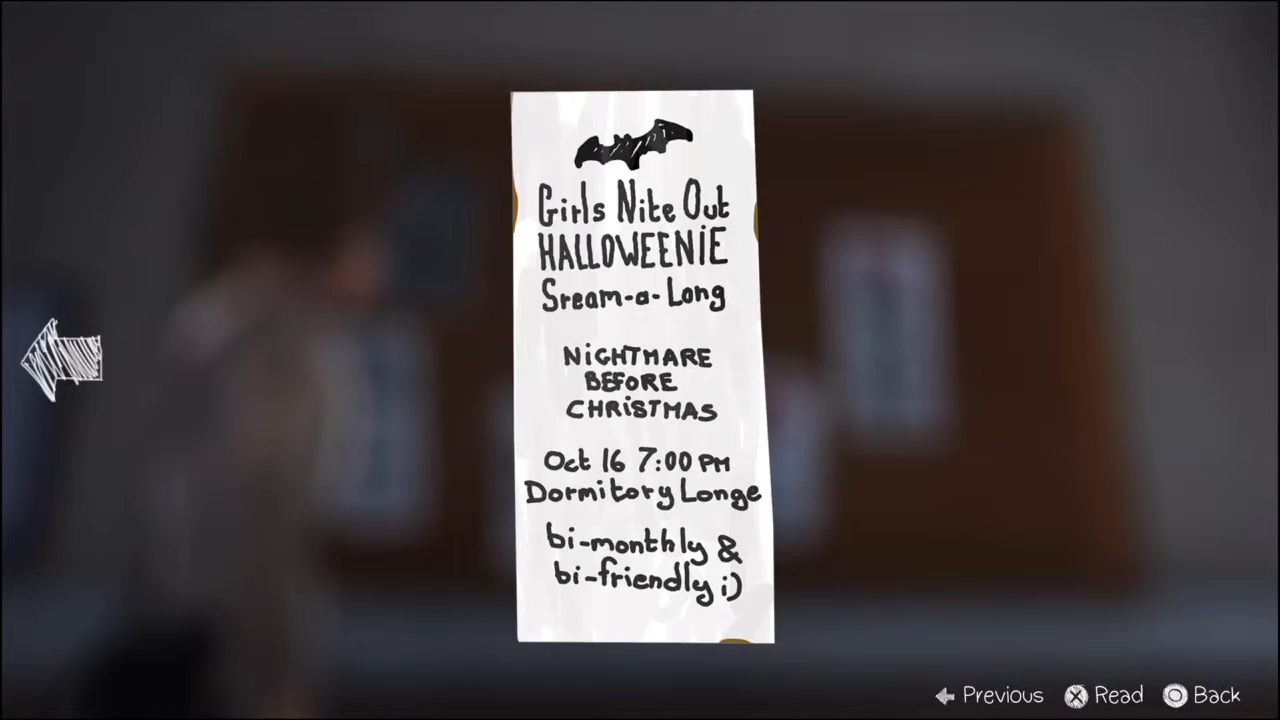 Girls Nite Out
HALLOWEENIE
Sream-a-Long
NiGHTMARE
BEFORE
CHRiSTMAS
Oct 16 7:00 PM
Dormitory Longe
bi-monthly &
bi-friendly ;)
Previous Read Back